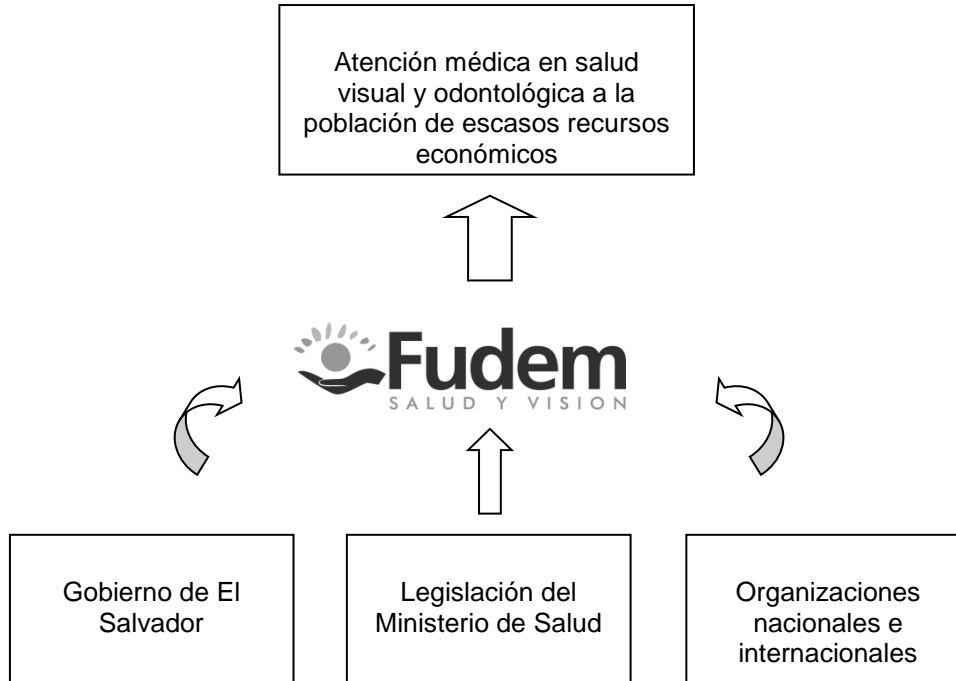 Atención médica en salud
visual y odontológica a la
población de escasos recursos
económicos
Fudem
SALUD Y VISION
Gobierno de El
Salvador
Legislación del
Ministerio de Salud
Organizaciones
nacionales e
internacionales